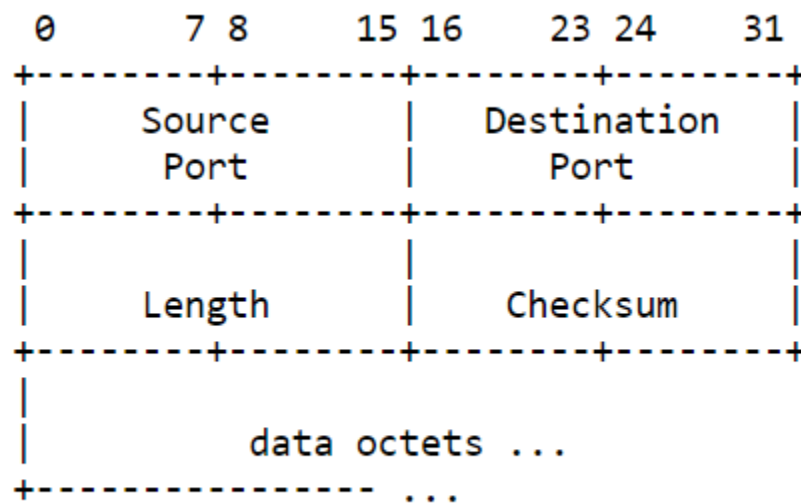 0 7 8 15 16 23 24 31
+--------+--------+--------+--------+
| Source | Destination |
| Port | Port |
+--------+--------+--------+--------+
| | |
| Length | Checksum |
+--------+--------+--------+--------+
|
| data octets ...
+---------------- ...